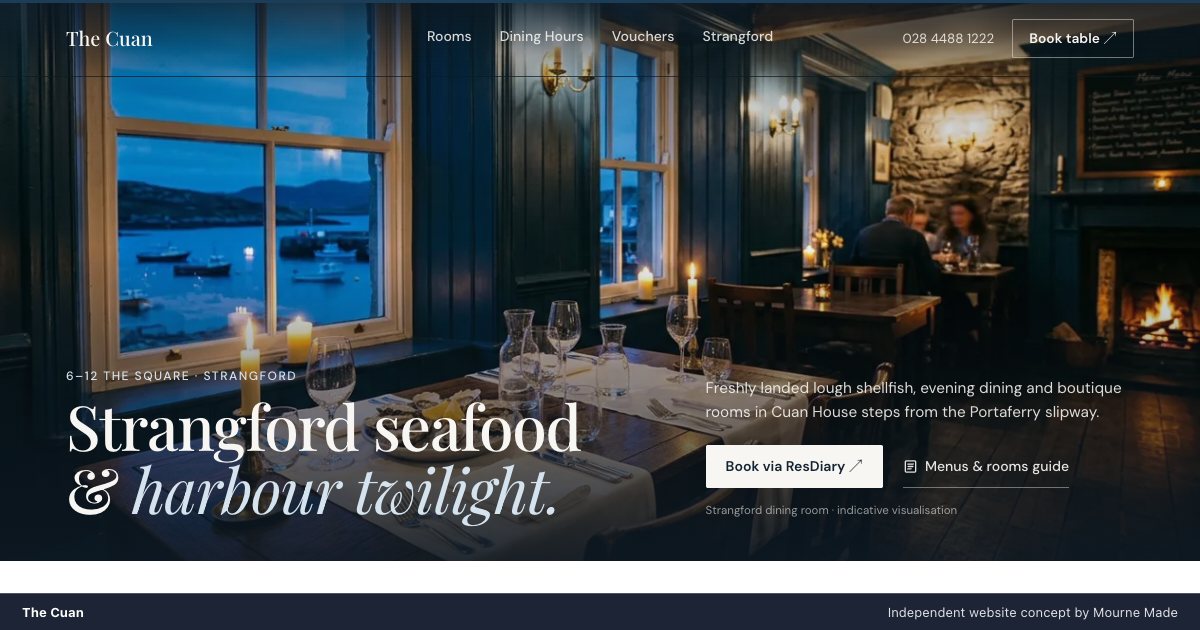 The Cuan
Rooms
Dining Hours
Vouchers
Strangford
028 4488 1222
Book table ↗
6–12 THE SQUARE · STRANGFORD
Strangford seafood
& harbour twilight.
Freshly landed lough shellfish, evening dining and boutique
rooms in Cuan House steps from the Portaferry slipway.
Book via ResDiary ↗
Menus & rooms guide
Strangford dining room · indicative visualisation
The Cuan
Independent website concept by Mourne Made